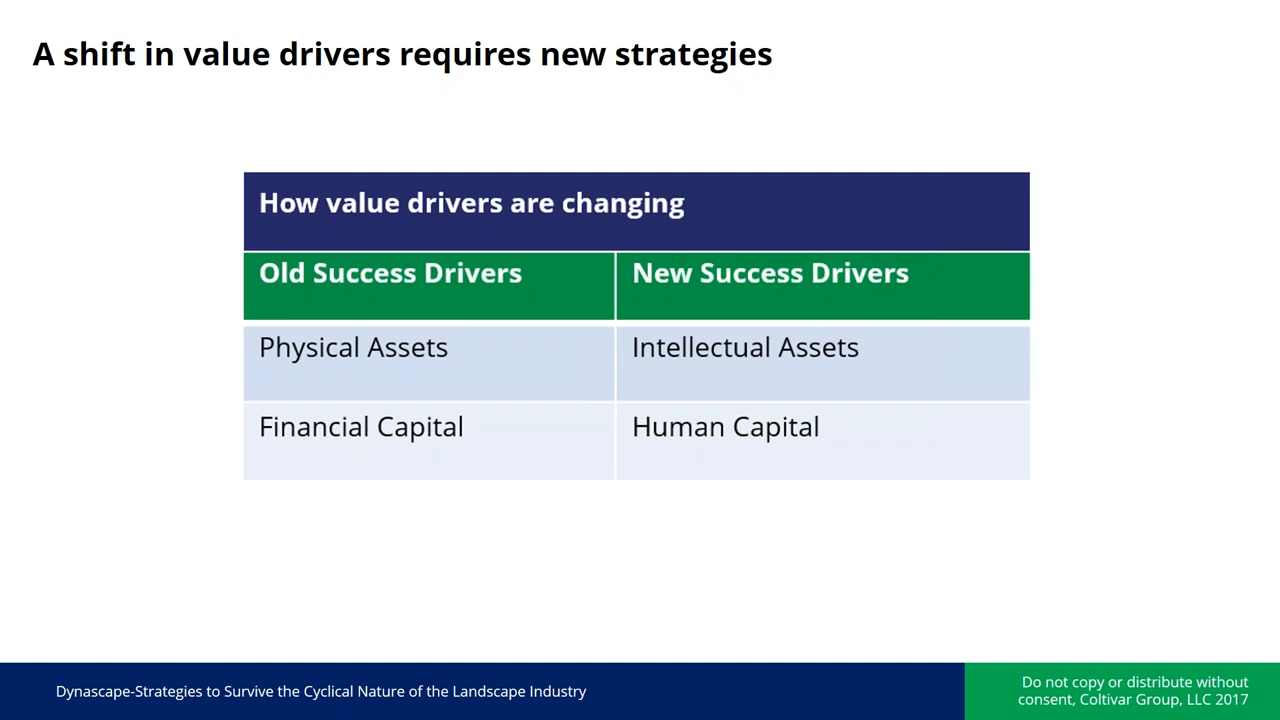 A shift in value drivers requires new strategies
How value drivers are changing
Old Success Drivers
New Success Drivers
Physical Assets
Intellectual Assets
Financial Capital
Human Capital
Dynascape-Strategies to Survive the Cyclical Nature of the Landscape Industry
Do not copy or distribute without
consent, Coltivar Group, LLC 2017